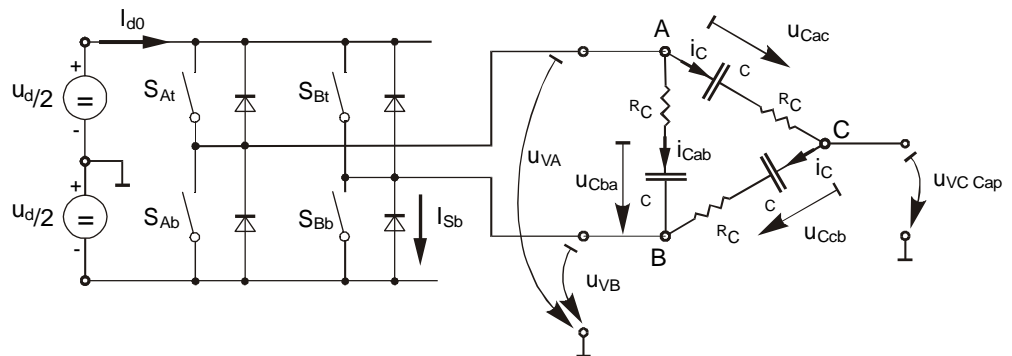 I_d0
+
u_d/2
=
-
+
u_d/2
=
-
S_At
S_Bt
S_Ab
S_Bb
I_Sb
u_VA
u_VB
A
i_C
C
u_Cac
R_C
R_C
C
i_Cab
u_Cba
C
i_C
C
R_C
u_Ccb
B
u_VC Cap